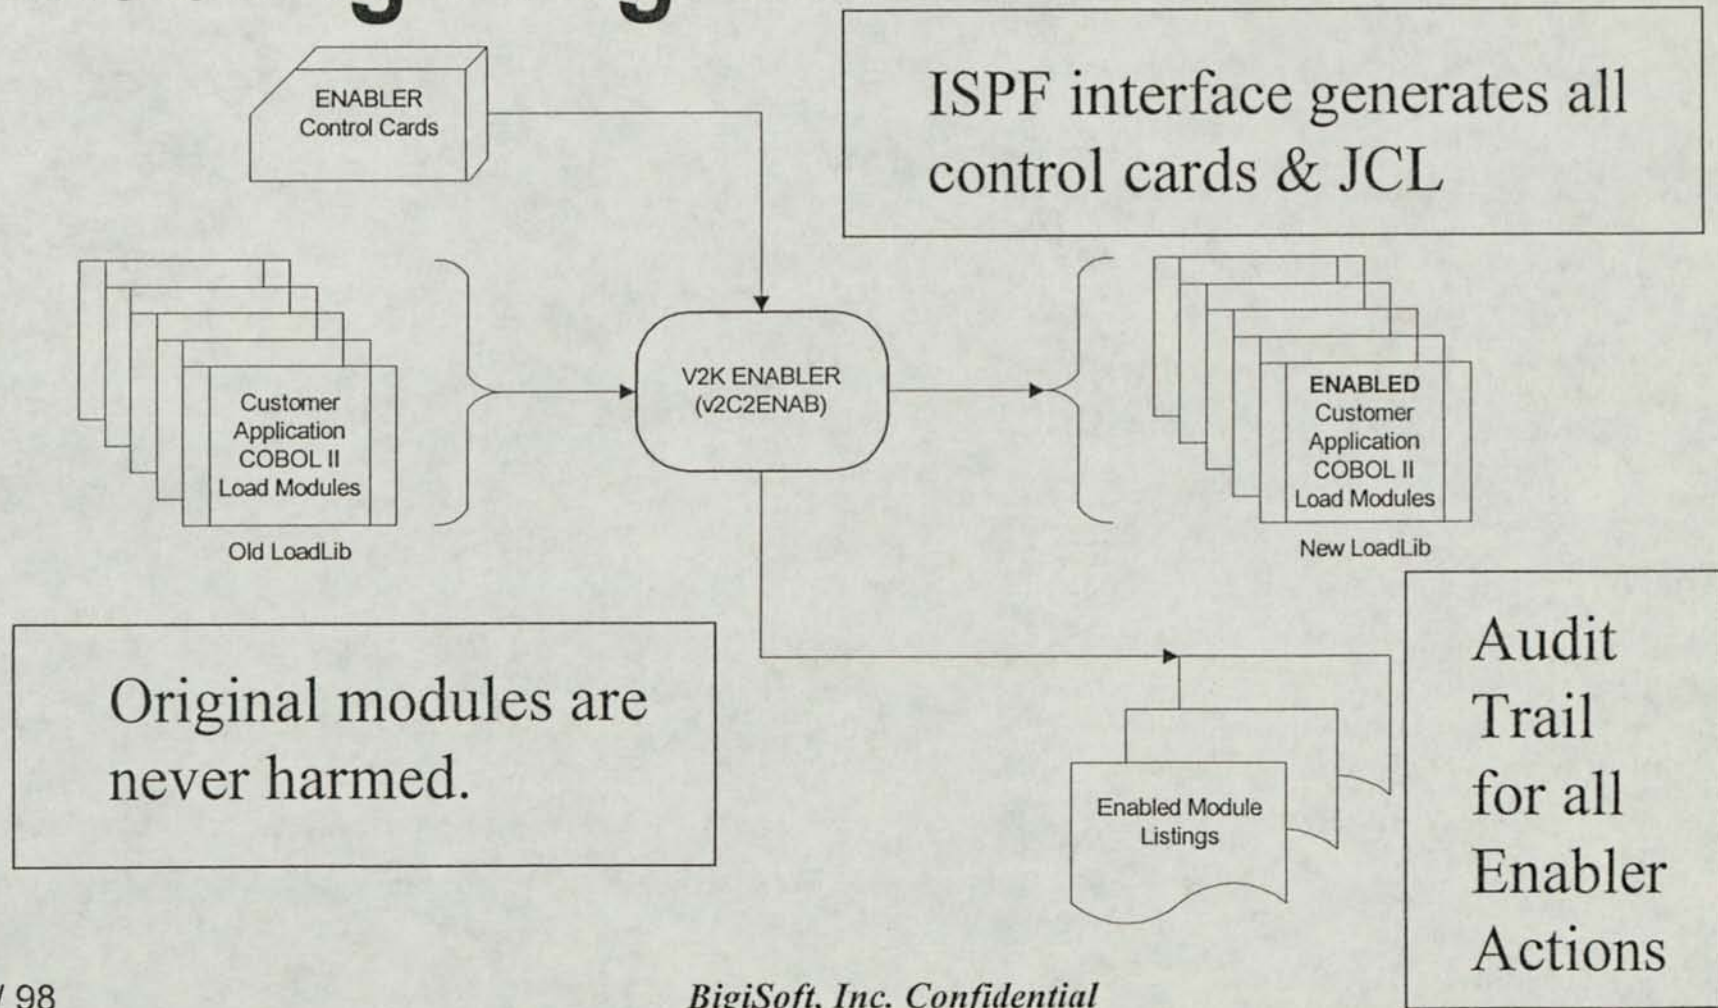 ENABLER
Control Cards
ISPF interface generates all
control cards & JCL
Customer
Application
COBOL II
Load Modules
Old LoadLib
V2K ENABLER
(v2C2ENAB)
ENABLED
Customer
Application
COBOL II
Load Modules
New LoadLib
Original modules are
never harmed.
Enabled Module
Listings
Audit
Trail
for all
Enabler
Actions
/ 98
BigiSoft, Inc. Confidential